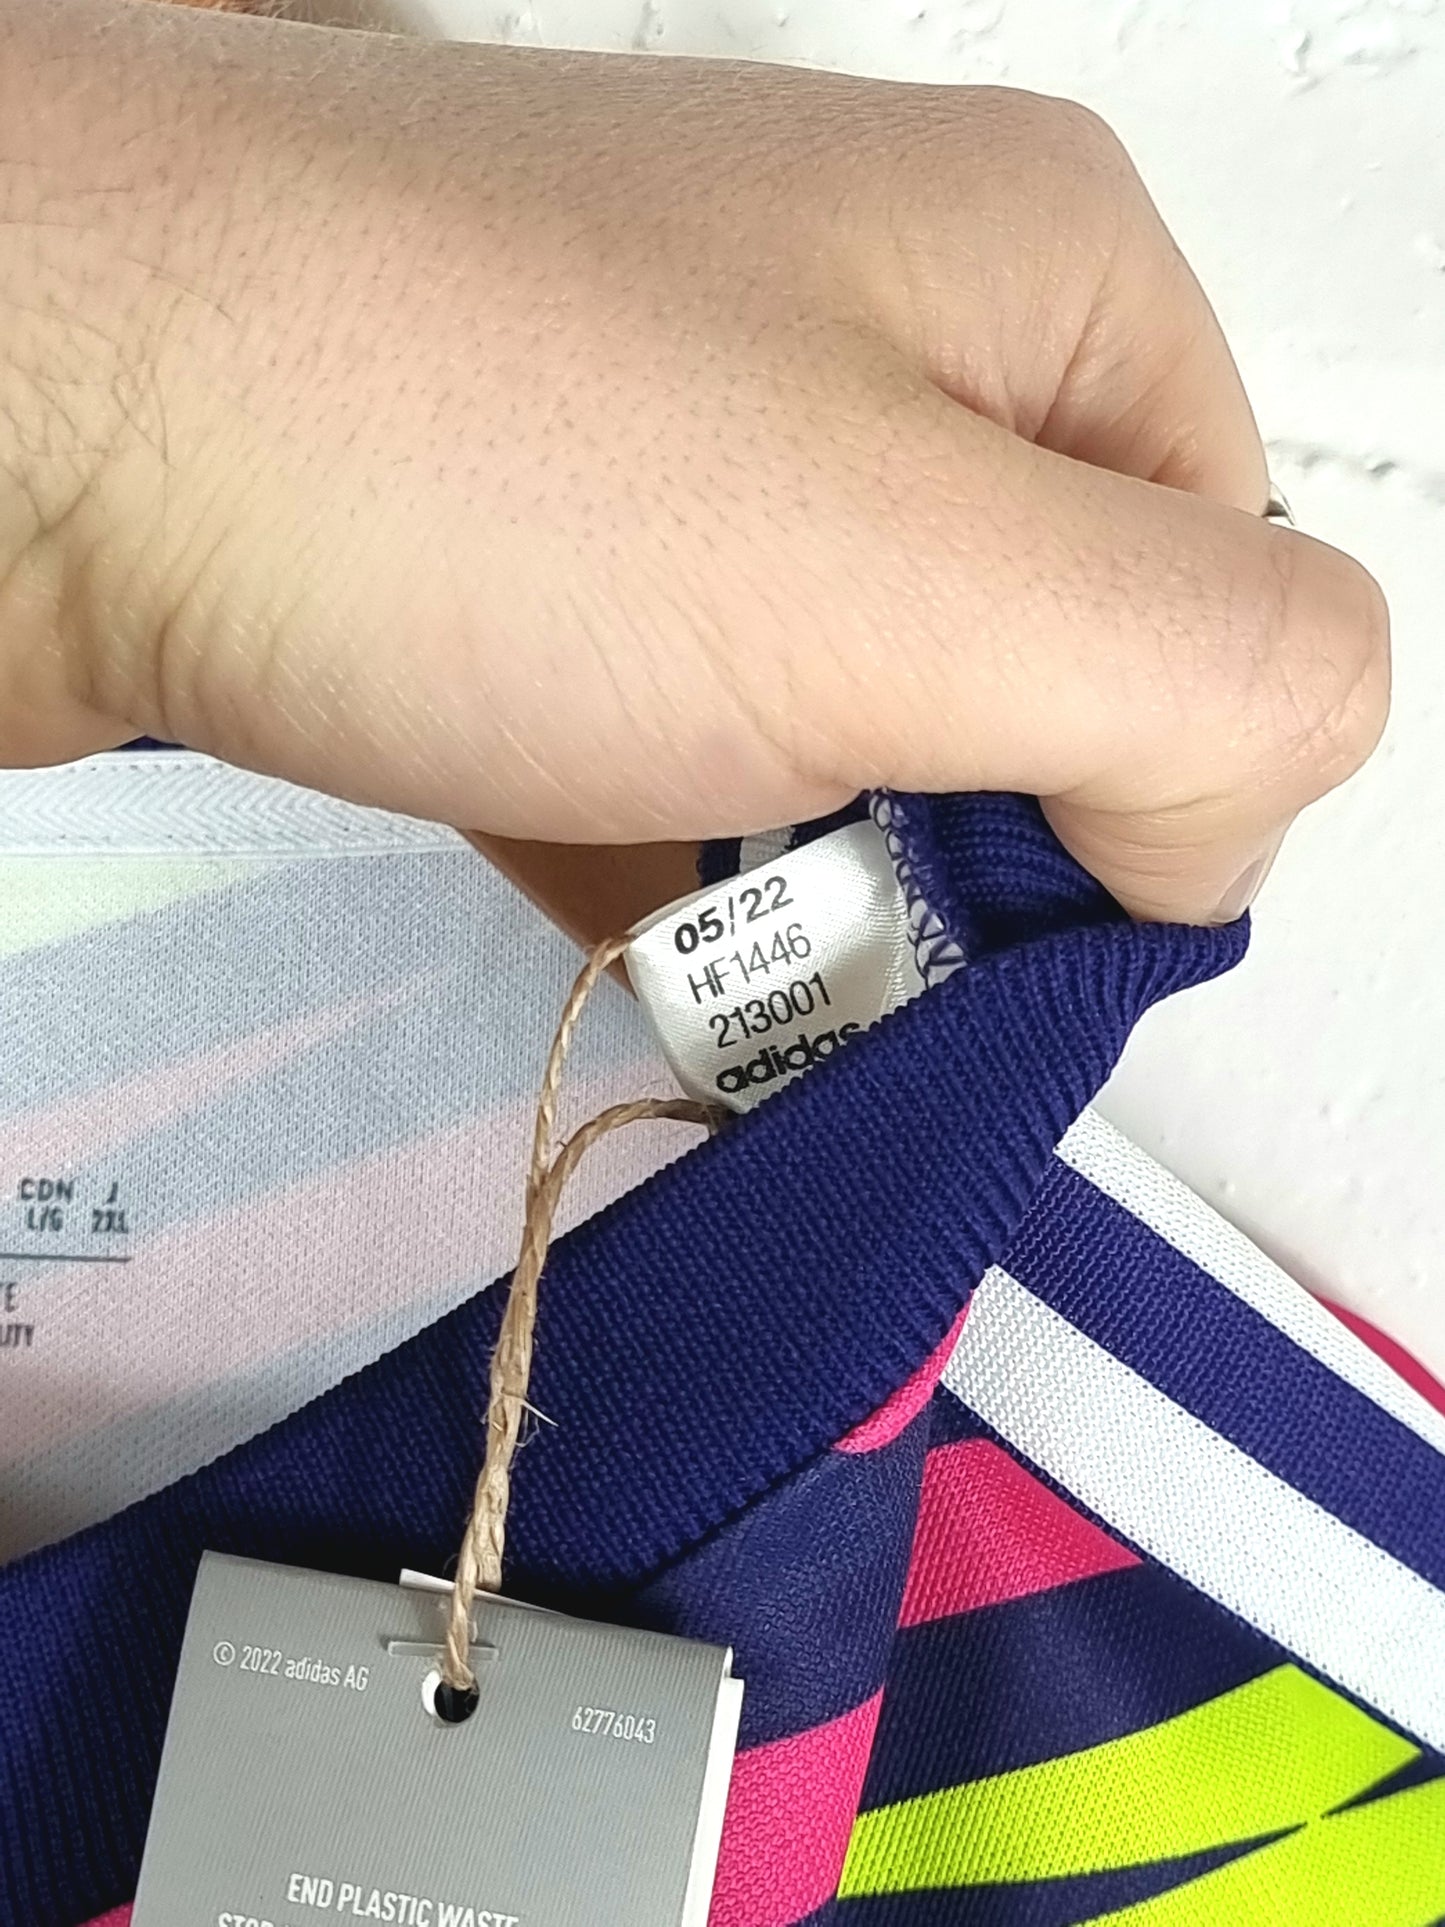 05/22
HF1446
213001
adidas
CDN J
L/G 2XL
© 2022 adidas AG
62776043
END PLASTIC WASTE